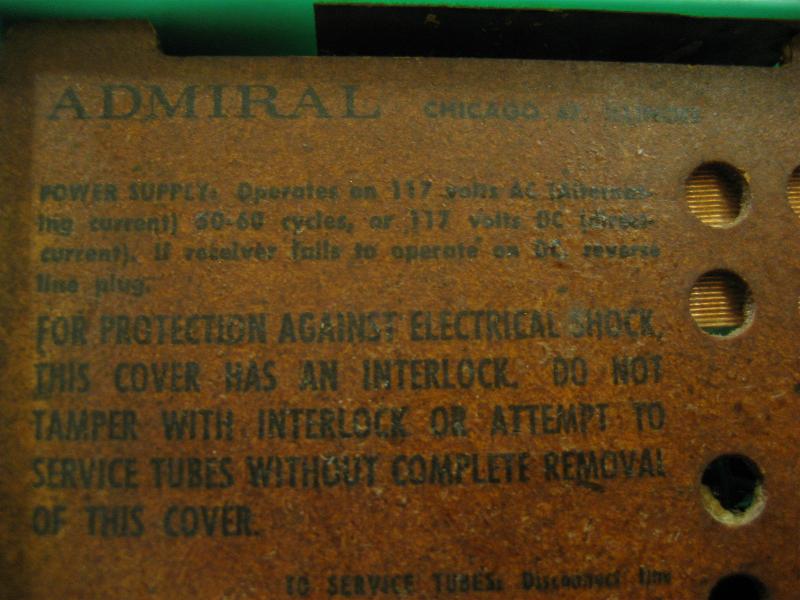 ADMIRAL CHICAGO 47, ILLINOIS
POWER SUPPLY: Operates on 117 volts AC (alternat-
ing current) 50-60 cycles, or 117 volts DC (direct-
current). If receiver fails to operate on DC, reverse
line plug.
FOR PROTECTION AGAINST ELECTRICAL SHOCK,
THIS COVER HAS AN INTERLOCK. DO NOT
TAMPER WITH INTERLOCK OR ATTEMPT TO
SERVICE TUBES WITHOUT COMPLETE REMOVAL
OF THIS COVER.
TO SERVICE TUBES: Disconnect line